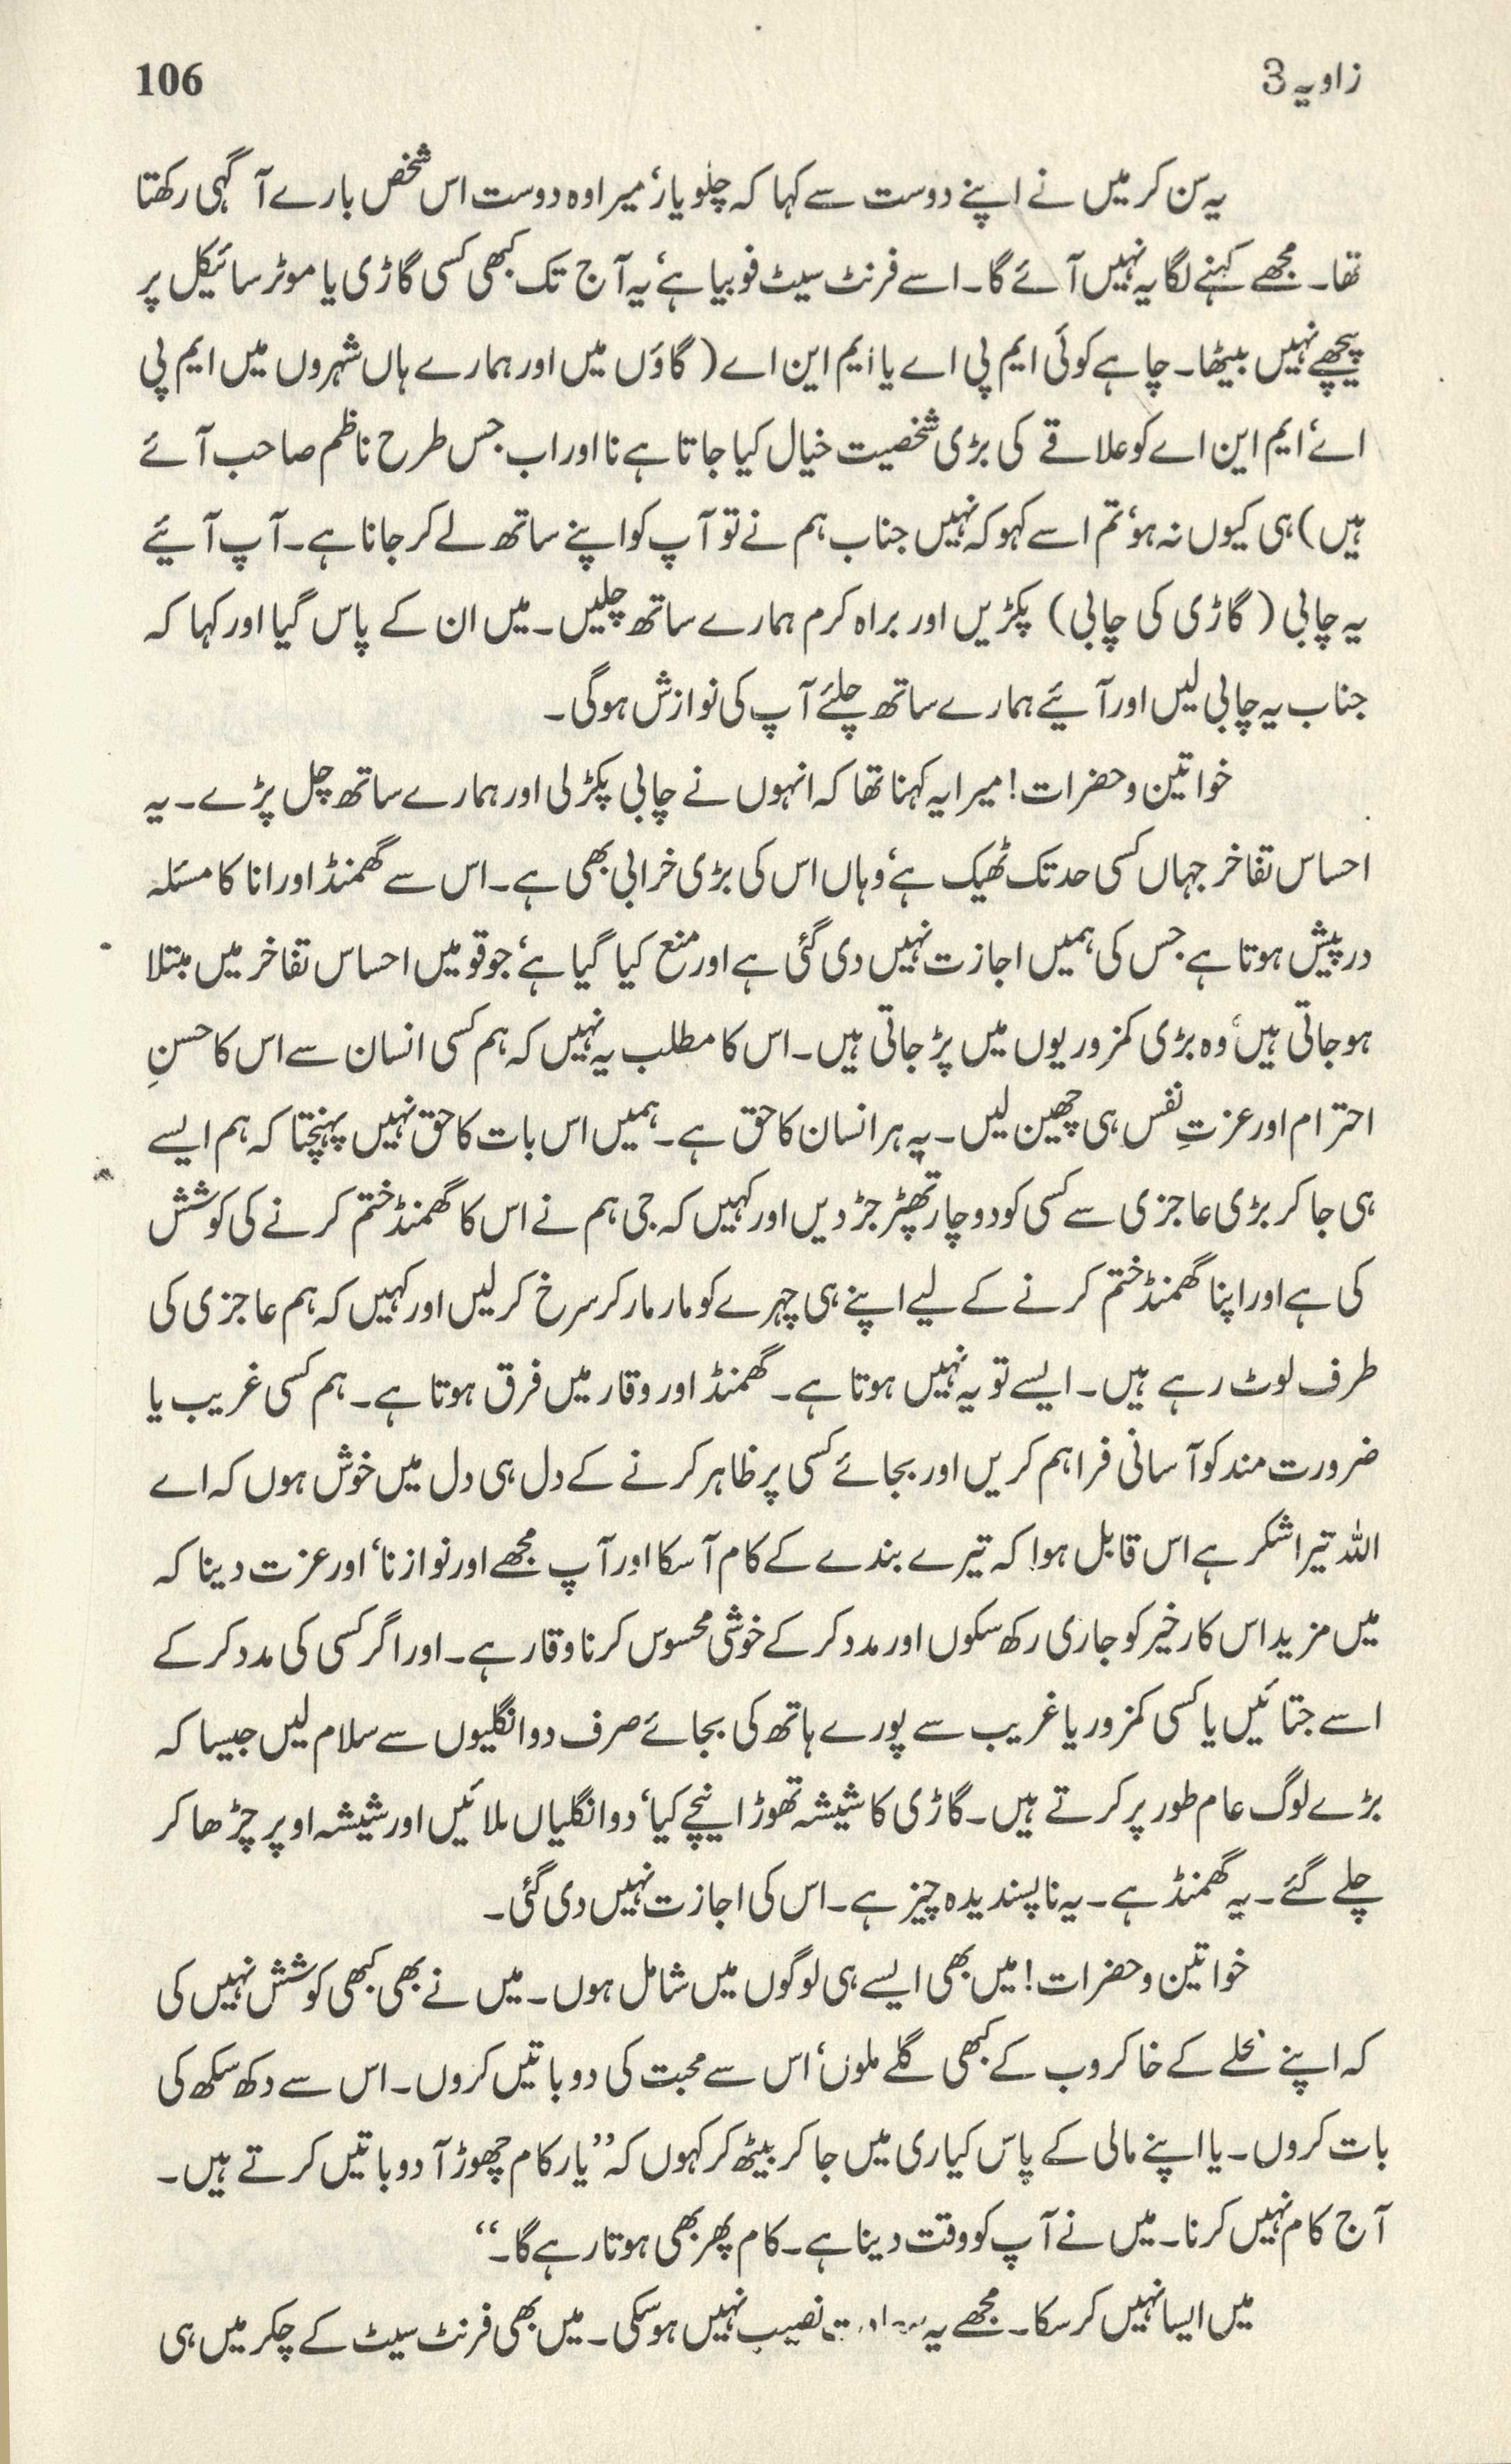 زاویہ 3
106
یہ سن کر میں نے اپنے دوست سے کہا کہ چلو یار، میرا وہ دوست اس شخص بارے آ گہی رکھتا
تھا۔ مجھے کہنے لگا یہ نہیں آئے گا۔ اسے فرنٹ سیٹ فوبیا ہے، یہ آج تک کبھی کسی گاڑی یا موٹر سائیکل پر
پیچھے نہیں بیٹھا۔ چاہے کوئی ایم پی اے یا ایم این اے (گاؤں میں اور ہمارے ہاں شہروں میں ایم پی
اے، ایم این اے کو علاقے کی بڑی شخصیت خیال کیا جاتا ہے نا اور اب جس طرح ناظم صاحب آئے
ہیں) ہی کیوں نہ ہو، تم اسے کہو کہ نہیں جناب ہم نے تو آپ کو اپنے ساتھ لے کر جانا ہے۔ آپ آئیے
یہ چابی (گاڑی کی چابی) پکڑیں اور براہ کرم ہمارے ساتھ چلیں۔ میں ان کے پاس گیا اور کہا کہ
جناب یہ چابی لیں اور آئیے ہمارے ساتھ چلئے آپ کی نوازش ہوگی۔
خواتین و حضرات! میرا یہ کہنا تھا کہ انہوں نے چابی پکڑ لی اور ہمارے ساتھ چل پڑے۔ یہ
احساس تفاخر جہاں کسی حد تک ٹھیک ہے، وہاں اس کی بڑی خرابی بھی ہے۔ اس سے گھمنڈ اور انا کا مسئلہ
درپیش ہوتا ہے جس کی ہمیں اجازت نہیں دی گئی ہے اور منع کیا گیا ہے، جو قومیں احساس تفاخر میں مبتلا
ہو جاتی ہیں، وہ بڑی کمزوریوں میں پڑ جاتی ہیں۔ اس کا مطلب یہ نہیں کہ ہم کسی انسان سے اس کا حسنِ
احترام اور عزتِ نفس ہی چھین لیں۔ یہ ہر انسان کا حق ہے۔ ہمیں اس بات کا حق نہیں پہنچتا کہ ہم ایسے
ہی جا کر بڑی عاجزی سے کسی کو دو چار تھپڑ جڑ دیں اور کہیں کہ جی ہم نے اس کا گھمنڈ ختم کرنے کی کوشش
کی ہے اور اپنا گھمنڈ ختم کرنے کے لیے اپنے ہی چہرے کو مار مار کر سرخ کر لیں اور کہیں کہ ہم عاجزی کی
طرف لوٹ رہے ہیں۔ ایسے تو یہ نہیں ہوتا ہے۔ گھمنڈ اور وقار میں فرق ہوتا ہے۔ ہم کسی غریب یا
ضرورت مند کو آسانی فراہم کریں اور بجائے کسی پر ظاہر کرنے کے دل ہی دل میں خوش ہوں کہ اے
اللہ تیرا شکر ہے اس قابل ہوا کہ تیرے بندے کے کام آ سکا اور آپ مجھے اور نوازنا، اور عزت دینا کہ
میں مزید اس کار خیر کو جاری رکھ سکوں اور مدد کر کے خوشی محسوس کرنا وقار ہے۔ اور اگر کسی کی مدد کر کے
اسے جتائیں یا کسی کمزور یا غریب سے پورے ہاتھ کی بجائے صرف دو انگلیوں سے سلام لیں جیسا کہ
بڑے لوگ عام طور پر کرتے ہیں۔ گاڑی کا شیشہ تھوڑا نیچے کیا، دو انگلیاں ملائیں اور شیشہ اوپر چڑھا کر
چلے گئے۔ یہ گھمنڈ ہے۔ یہ ناپسندیدہ چیز ہے۔ اس کی اجازت نہیں دی گئی۔
خواتین و حضرات! میں بھی ایسے ہی لوگوں میں شامل ہوں۔ میں نے بھی کبھی کوشش نہیں کی
کہ اپنے محلے کے خاکروب کے کبھی گلے ملوں، اس سے محبت کی دو باتیں کروں۔ اس سے دکھ سکھ کی
بات کروں۔ یا اپنے مالی کے پاس کیاری میں جا کر بیٹھ کر کہوں کہ ”یار کام چھوڑ آ دو باتیں کرتے ہیں۔
آج کام نہیں کرنا۔ میں نے آپ کو وقت دینا ہے۔ کام پھر بھی ہوتا رہے گا۔“
میں ایسا نہیں کر سکا۔ مجھے یہ نصیب نہیں ہو سکی۔ میں بھی فرنٹ سیٹ کے چکر میں ہی